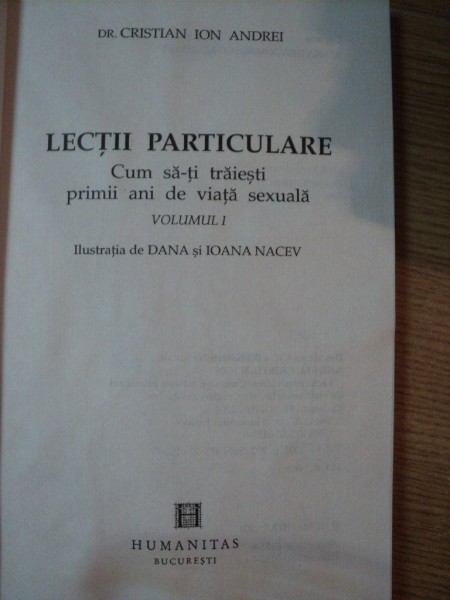 DR. CRISTIAN ION ANDREI
LECȚII PARTICULARE
Cum să-ți trăiești
primii ani de viață sexuală
VOLUMUL I
Ilustrația de DANA și IOANA NACEV
HUMANITAS
BUCUREȘTI